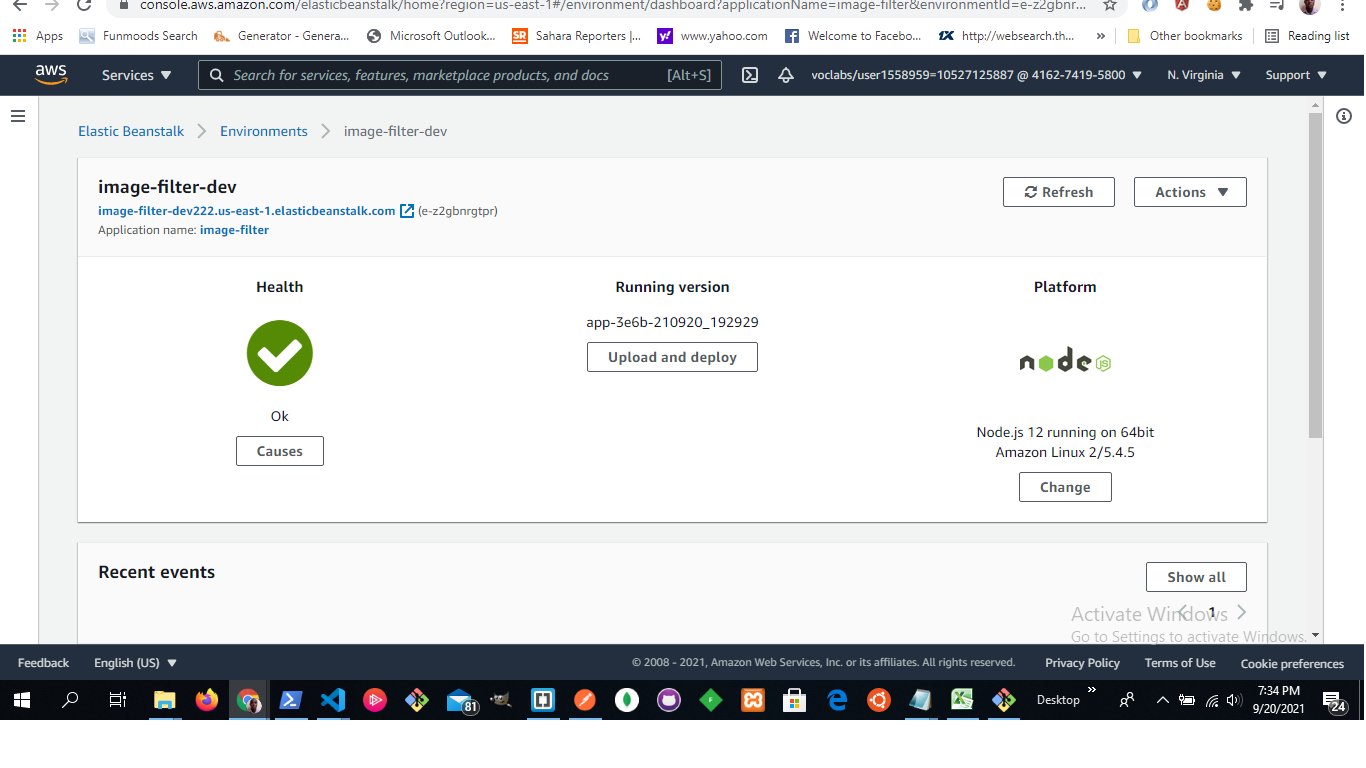 console.aws.amazon.com/elasticbeanstalk/home?region=us-east-1#/environment/dashboard?applicationName=image-filter&environmentId=e-z2gbnr...
Apps Funmoods Search Generator - Genera... Microsoft Outlook... SR Sahara Reporters |... www.yahoo.com Welcome to Facebo... http://websearch.th... » Other bookmarks Reading list
aws Services Search for services, features, marketplace products, and docs [Alt+S] voclabs/user1558959=10527125887 @ 4162-7419-5800 N. Virginia Support
Elastic Beanstalk Environments image-filter-dev
image-filter-dev
Refresh Actions
image-filter-dev222.us-east-1.elasticbeanstalk.com (e-z2gbnrgtpr)
Application name: image-filter
Health Running version Platform
app-3e6b-210920_192929
Upload and deploy
node JS
Ok
Node.js 12 running on 64bit
Amazon Linux 2/5.4.5
Causes
Change
Recent events
Show all
1
Activate Windows
Go to Settings to activate Windows.
Feedback English (US) © 2008 - 2021, Amazon Web Services, Inc. or its affiliates. All rights reserved. Privacy Policy Terms of Use Cookie preferences
81 Desktop » 7:34 PM
9/20/2021 24